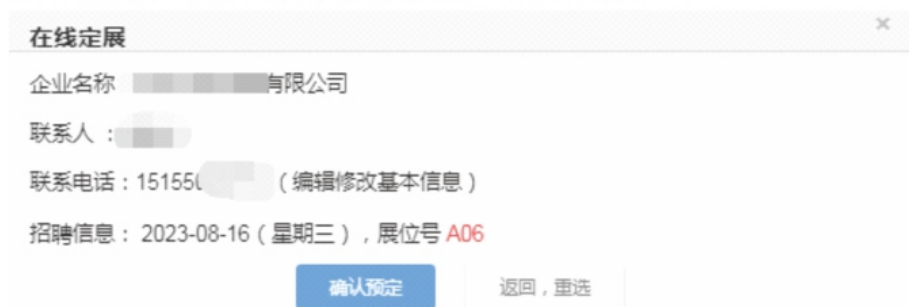 在线定展
×
企业名称 有限公司
联系人：
联系电话：15155（编辑修改基本信息）
招聘信息： 2023-08-16（星期三），展位号 A06
确认预定 返回，重选